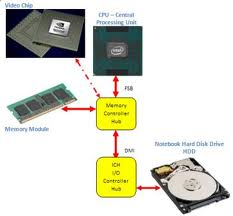 Video Chip
CPU – Central
Processing Unit
intel
FSB
Memory
Controller
Hub
Memory Module
DMI
Notebook Hard Disk Drive
HDD
ICH
I/O
Controller
Hub